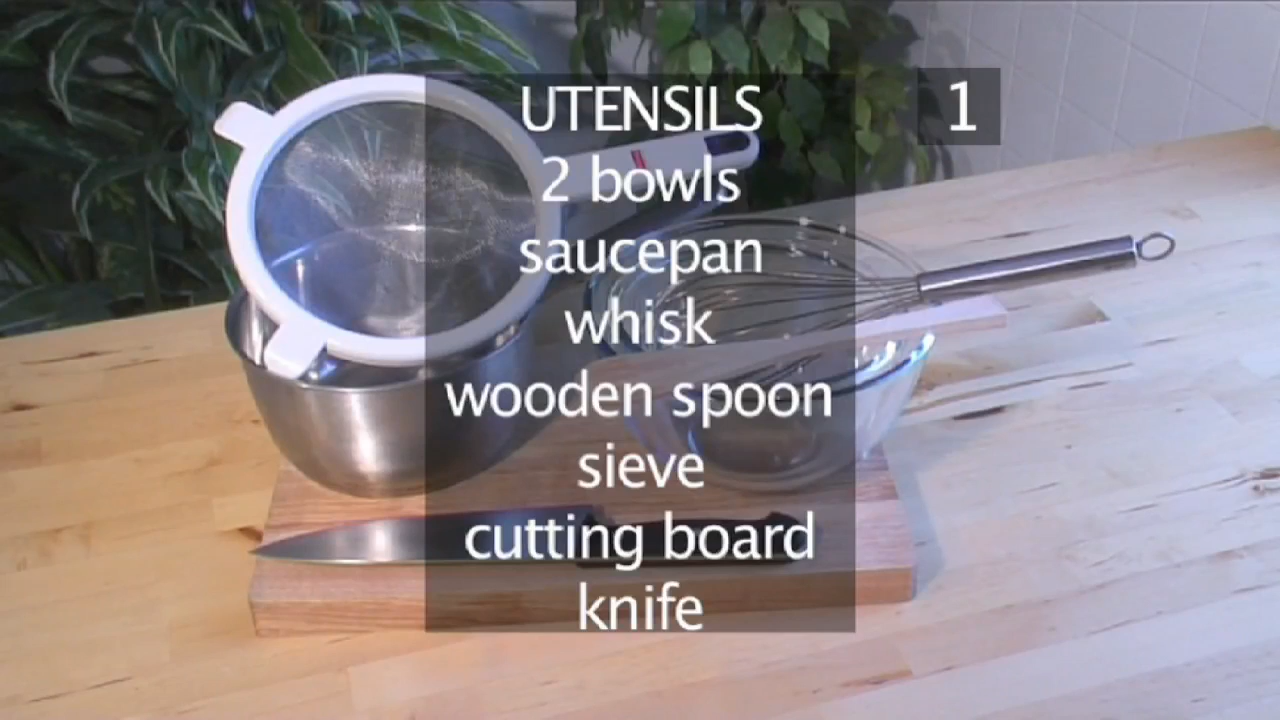 UTENSILS
1
2 bowls
saucepan
whisk
wooden spoon
sieve
cutting board
knife